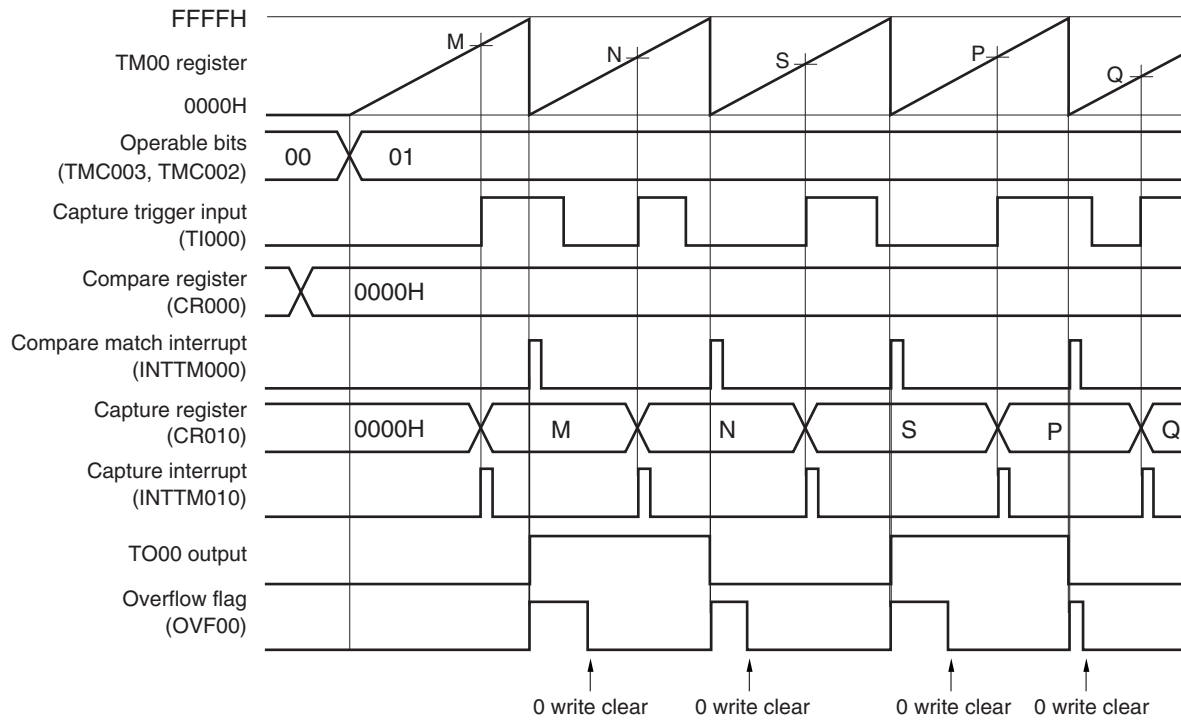 FFFFH
TM00 register
0000H
M N S P Q
Operable bits
(TMC003, TMC002)
00 01
Capture trigger input
(TI000)
Compare register
(CR000)
0000H
Compare match interrupt
(INTTM000)
Capture register
(CR010)
0000H M N S P Q
Capture interrupt
(INTTM010)
TO00 output
Overflow flag
(OVF00)
0 write clear 0 write clear 0 write clear 0 write clear